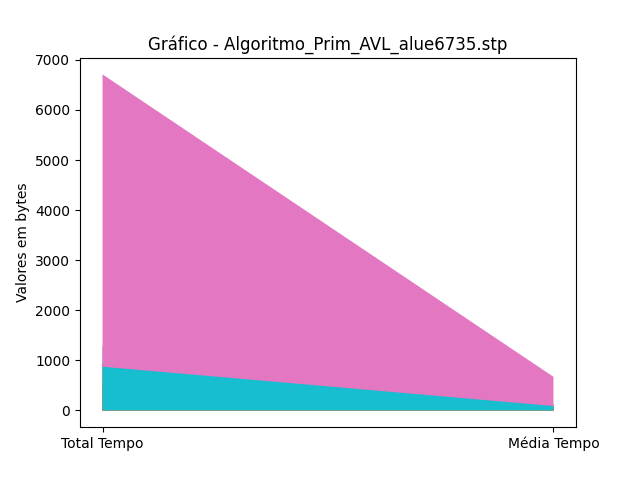 Gráfico - Algoritmo_Prim_AVL_alue6735.stp
Valores em bytes
7000
6000
5000
4000
3000
2000
1000
0
Total Tempo
Média Tempo